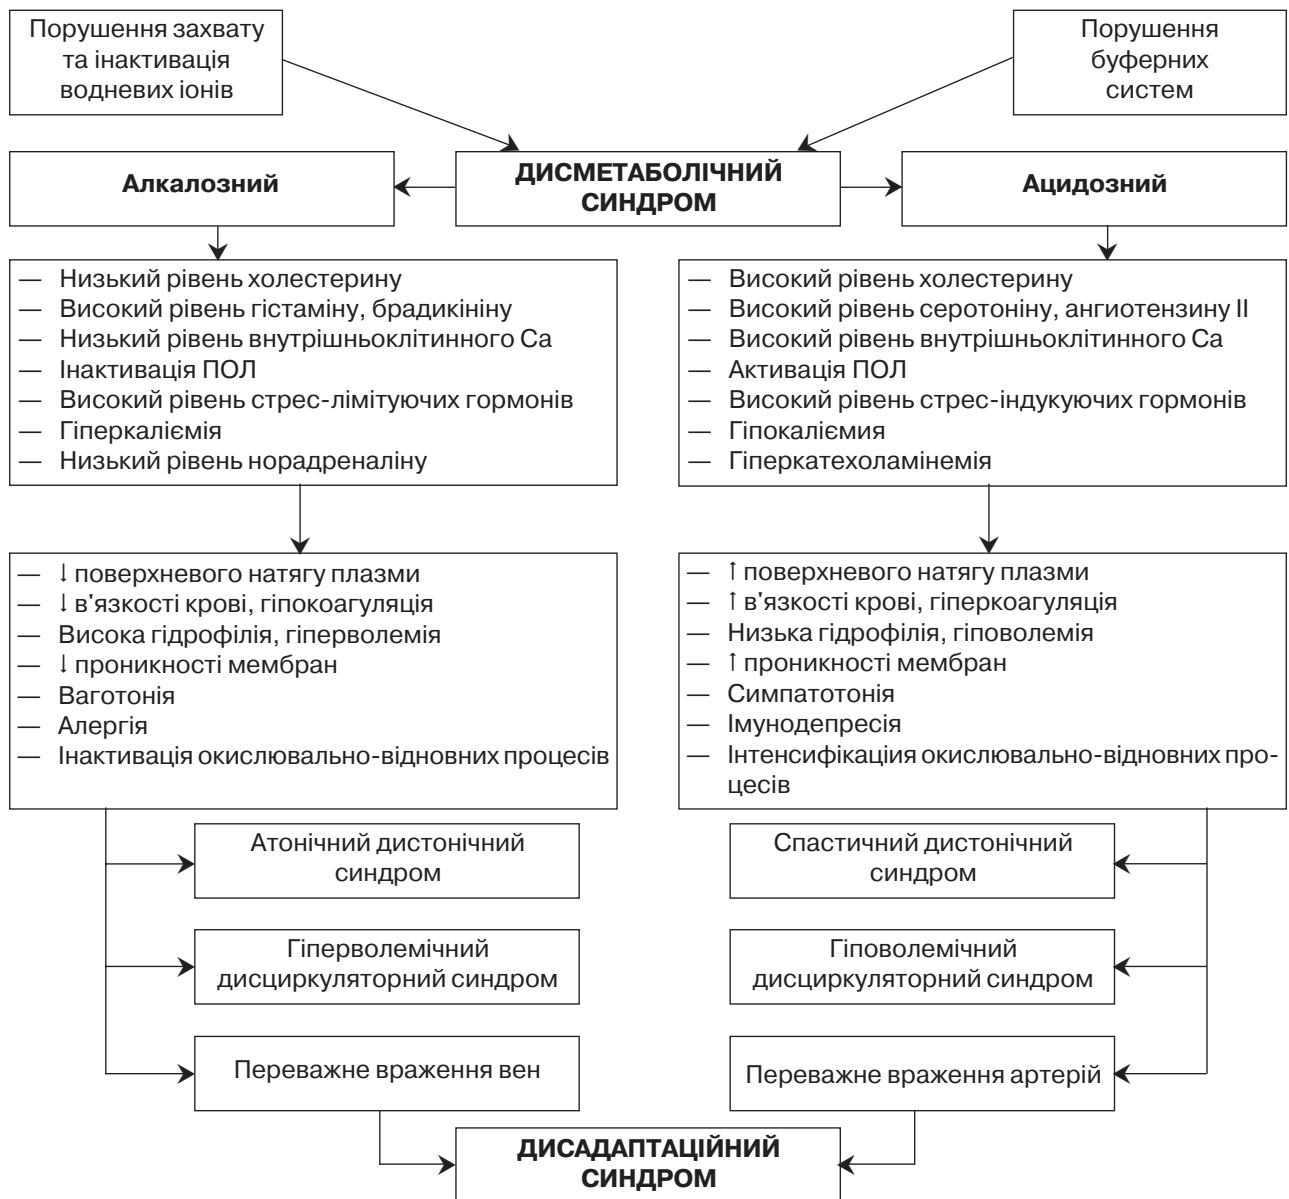 Порушення захвату
та інактивація
водневих іонів
Порушення
буферних
систем
ДИСМЕТАБОЛІЧНИЙ
СИНДРОМ
Алкалозний
Ацидозний
— Низький рівень холестерину
— Високий рівень гістаміну, брадикініну
— Низький рівень внутрішньоклітинного Ca
— Інактивація ПОЛ
— Високий рівень стрес-лімітуючих гормонів
— Гіперкаліємія
— Низький рівень норадреналіну
— Високий рівень холестерину
— Високий рівень серотоніну, ангиотензину II
— Високий рівень внутрішньоклітинного Ca
— Активація ПОЛ
— Високий рівень стрес-індукуючих гормонів
— Гіпокаліємия
— Гіперкатехоламінемія
— ↓ поверхневого натягу плазми
— ↓ в'язкості крові, гіпокоагуляція
— Висока гідрофілія, гіперволемія
— ↓ проникності мембран
— Ваготонія
— Алергія
— Інактивація окислювально-відновних процесів
— ↑ поверхневого натягу плазми
— ↑ в'язкості крові, гіперкоагуляція
— Низька гідрофілія, гіповолемія
— ↑ проникності мембран
— Симпатотонія
— Імунодепресія
— Інтенсифікаціия окислювально-відновних про-
цесів
Атонічний дистонічний
синдром
Гіперволемічний
дисциркуляторний синдром
Переважне враження вен
Спастичний дистонічний
синдром
Гіповолемічний
дисциркуляторний синдром
Переважне враження артерій
ДИСАДАПТАЦІЙНИЙ
СИНДРОМ